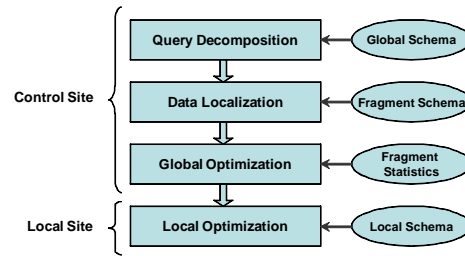 Query Decomposition
Global Schema
Control Site
Data Localization
Fragment Schema
Global Optimization
Fragment
Statistics
Local Site
Local Optimization
Local Schema